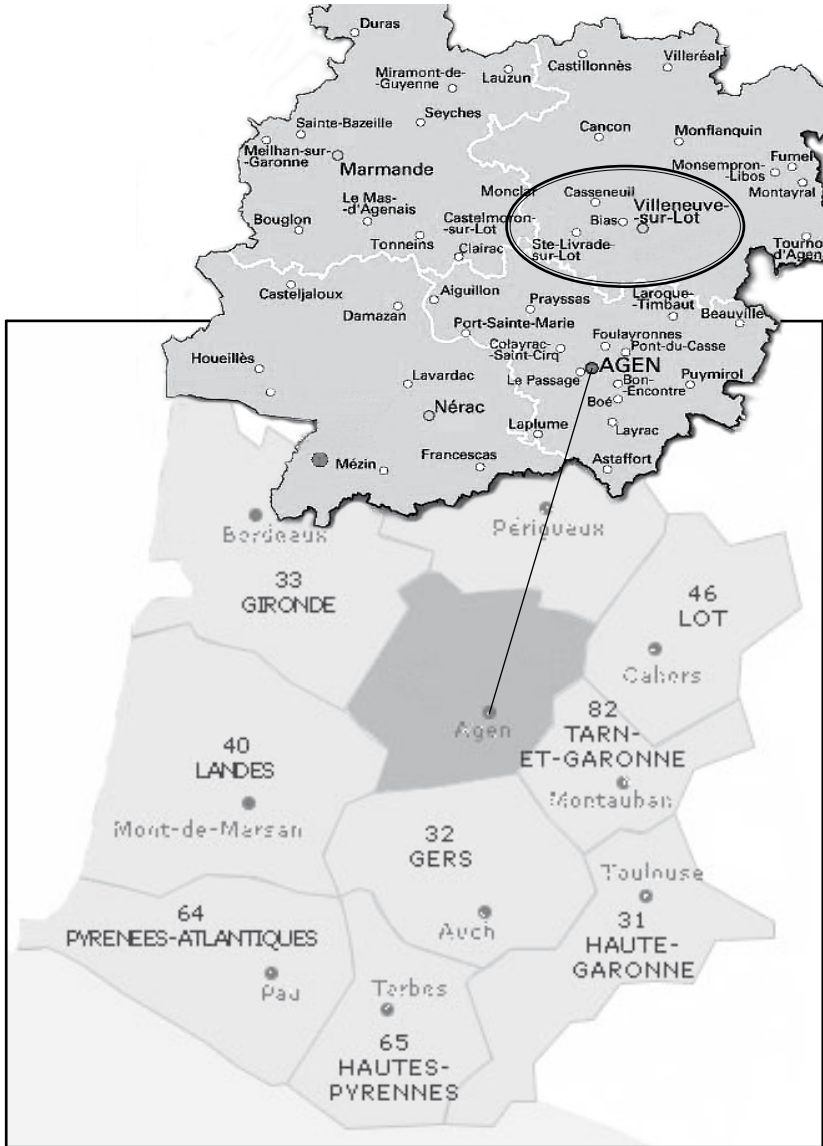 Duras
Castillonnès
Villeréal
Miramont-de-
-Guyenne
Lauzun
Seyches
Sainte-Bazeille
Cancon
Monflanquin
Meilhan-sur-
-Garonne
Marmande
Monsempron-
-Libos
Fumel
Montayral
Monclar
Casseneuil
Villeneuve-
-sur-Lot
Le Mas-
-d'Agenais
Castelmoron-
-sur-Lot
Bias
Bouglon
Tonneins
Clairac
Ste-Livrade-
sur-Lot
Tourno
d'Agen
Casteljaloux
Aiguillon
Prayssas
Laroque-
-Timbaut
Beauville
Damazan
Port-Sainte-Marie
Foulayronnes
Colayrac-
-Saint-Cirq
Pont-du-Casse
Houeillès
AGEN
Lavardac
Le Passage
Bon-
-Encontre
Puymirol
Nérac
Boé
Laplume
Layrac
Mézin
Francescas
Astaffort
Bordeaux
Périgueux
33
GIRONDE
46
LOT
Cahors
Agen
82
TARN-
ET-GARONNE
40
LANDES
Montauban
Mont-de-Marsan
32
GERS
Toulouse
64
PYRENEES-ATLANTIQUES
Auch
31
HAUTE-
GARONNE
Pau
Tarbes
65
HAUTES-
PYRENNES